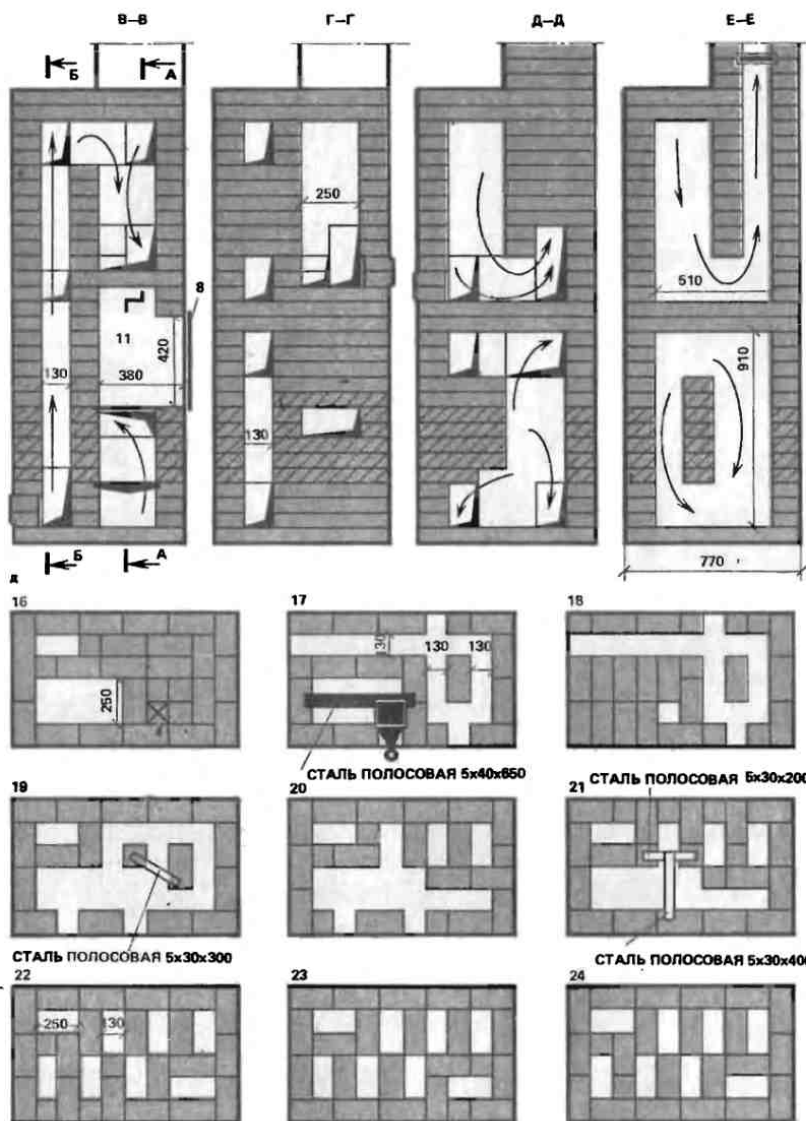 В–В Г–Г Д–Д Е–Е
Б А
250
8
510
11
420
910
130 380
130
Б А
770
д
16 17 18
130
130 130
250
СТАЛЬ ПОЛОСОВАЯ 5х40х650
СТАЛЬ ПОЛОСОВАЯ 5х30х200
19 20 21
СТАЛЬ ПОЛОСОВАЯ 5х30х300
СТАЛЬ ПОЛОСОВАЯ 5х30х400
22 23 24
250 130